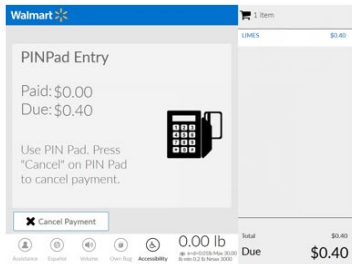 Walmart
1 Item
LIMES $0.40
PINPad Entry
Paid: $0.00
Due: $0.40
Use PIN Pad. Press
"Cancel" on PIN Pad
to cancel payment.
Cancel Payment
Assistance Español Volume Own Bag Accessibility
0.00 lb
Total $0.40
Due $0.40